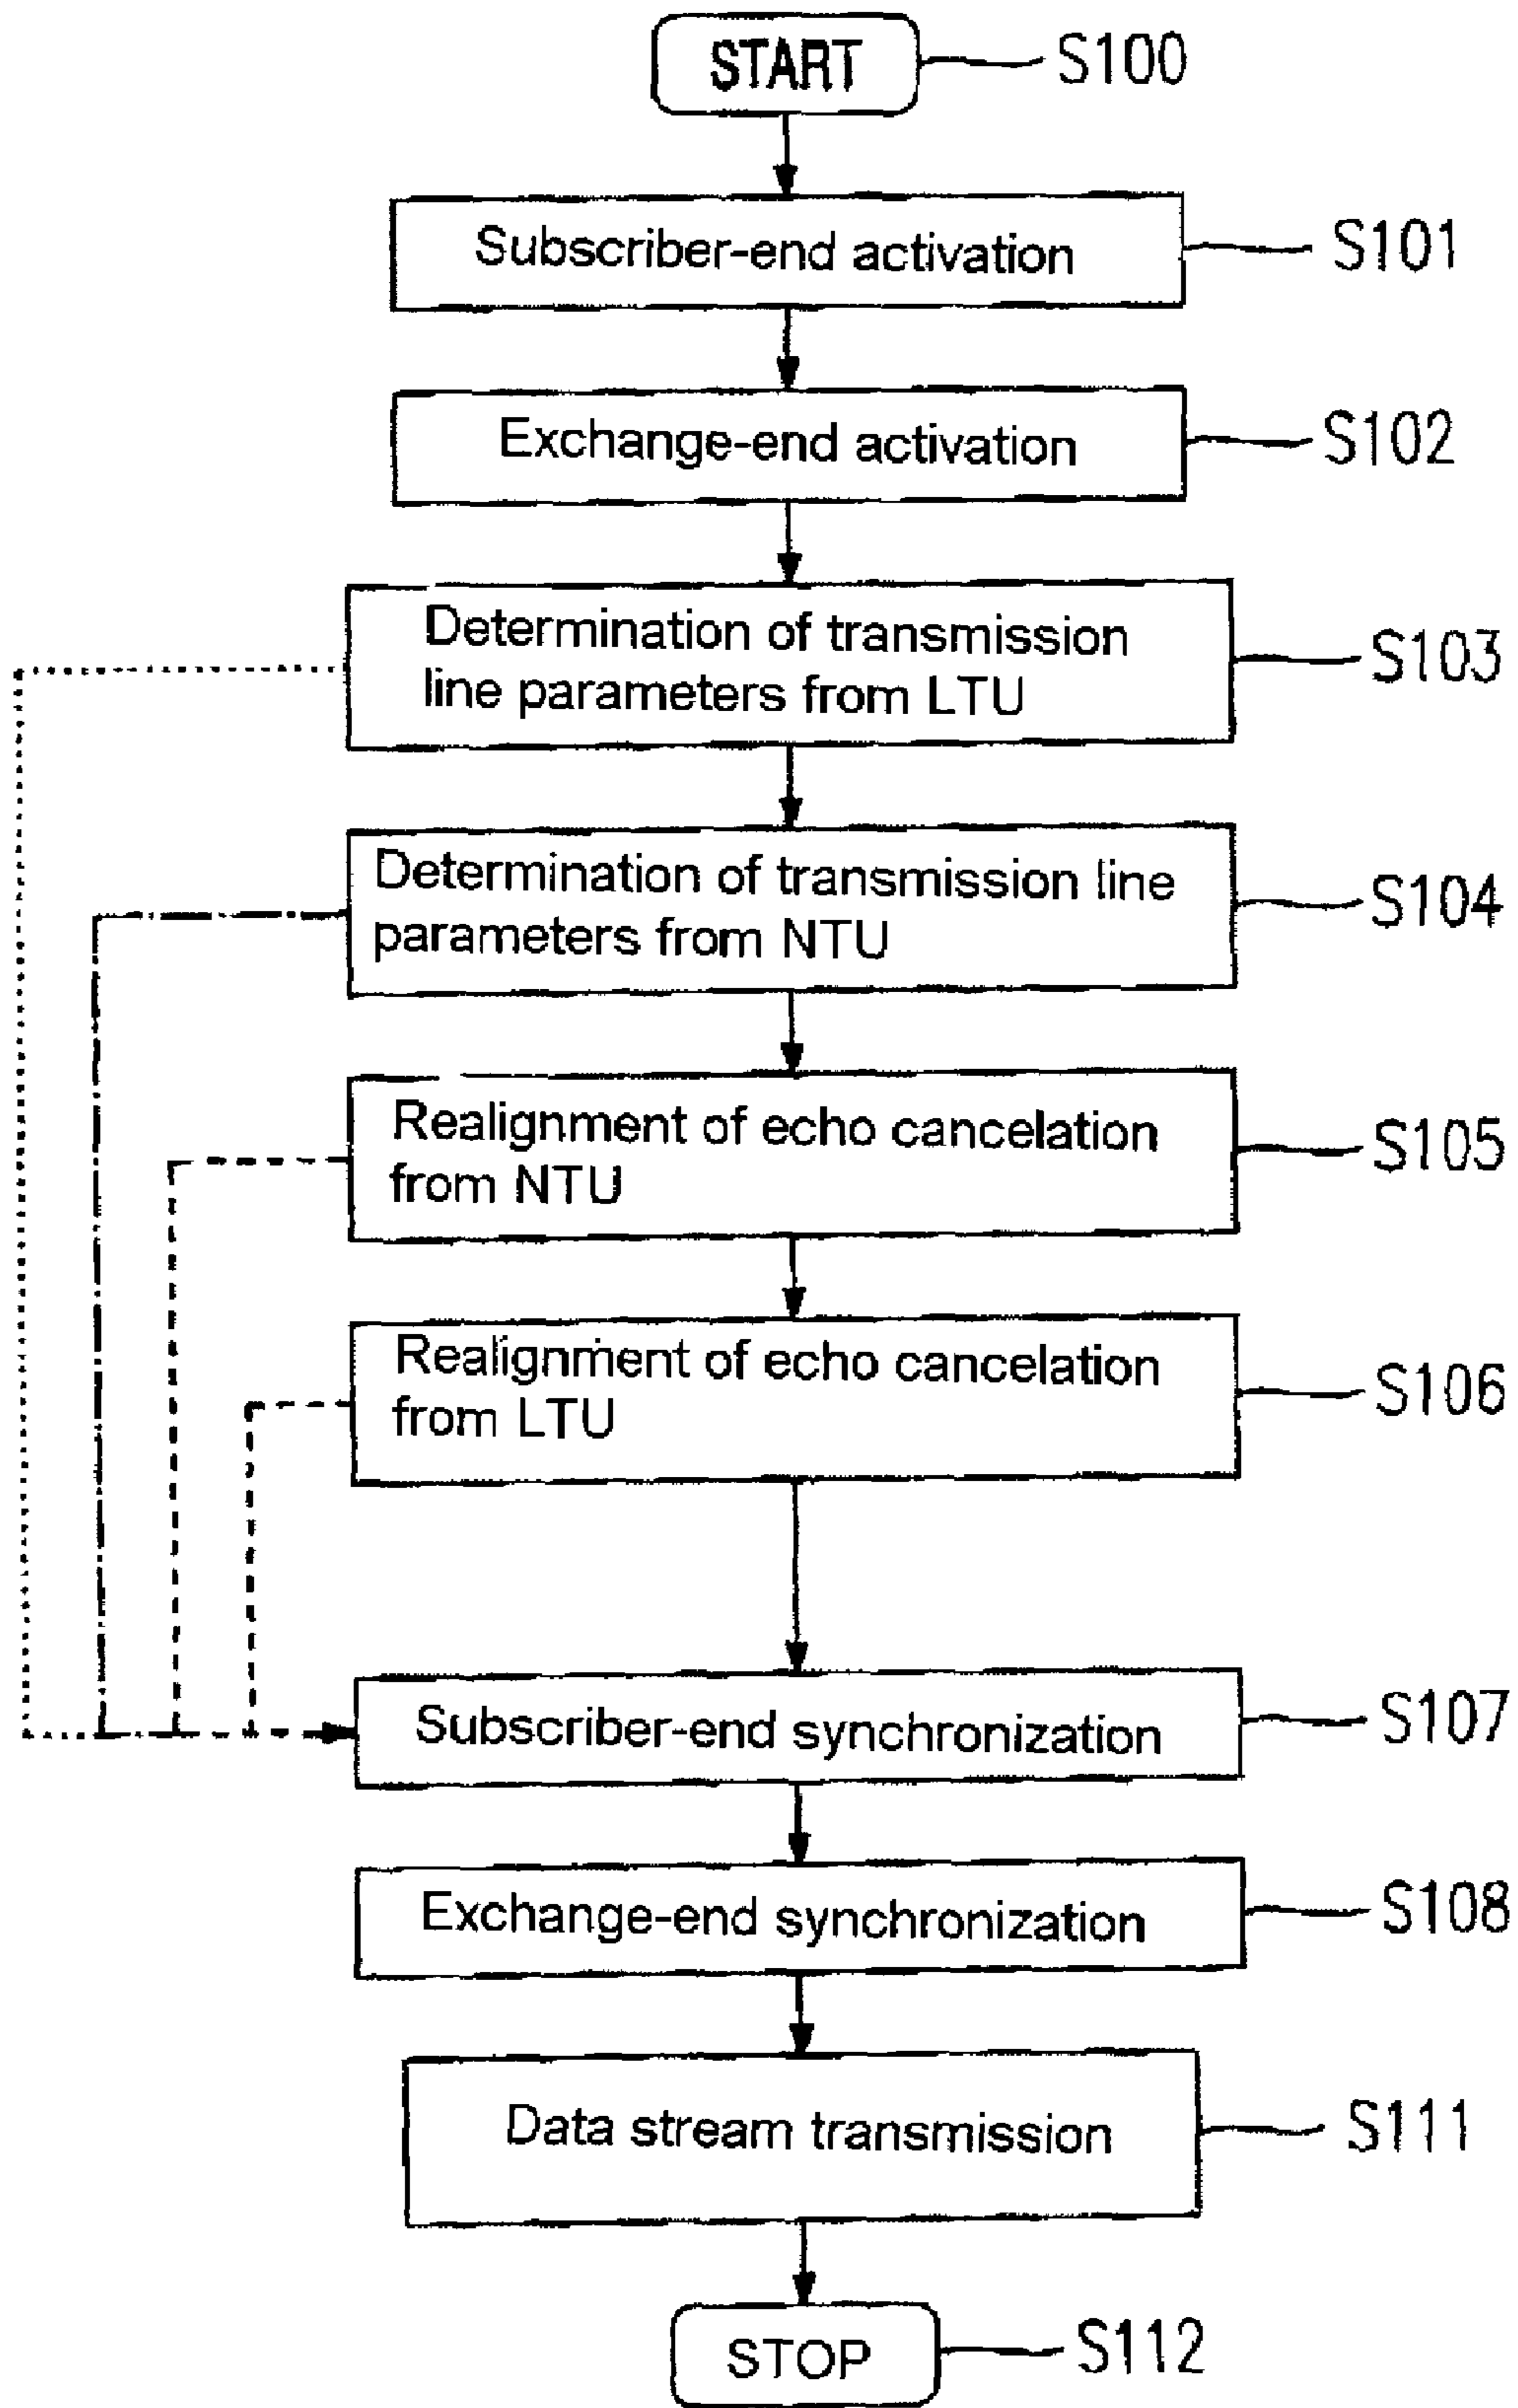 START
S100
Subscriber-end activation
S101
Exchange-end activation
S102
Determination of transmission
line parameters from LTU
S103
Determination of transmission line
parameters from NTU
S104
Realignment of echo cancelation
from NTU
S105
Realignment of echo cancelation
from LTU
S106
Subscriber-end synchronization
S107
Exchange-end synchronization
S108
Data stream transmission
S111
STOP
S112